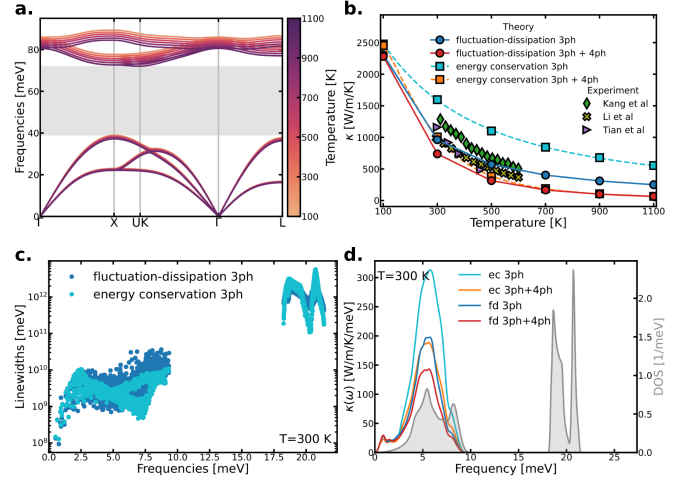 a.
Frequencies [meV]
80
60
40
20
0
Γ X UK Γ L
1100
900
700
500
300
100
Temperature [K]
b.
Theory
fluctuation-dissipation 3ph
fluctuation-dissipation 3ph + 4ph
energy conservation 3ph
energy conservation 3ph + 4ph
Experiment
Kang et al
Li et al
Tian et al
κ [W/m/K]
2500
2000
1500
1000
500
0
100 300 500 700 900 1100
Temperature [K]
c.
fluctuation-dissipation 3ph
energy conservation 3ph
Linewidths [meV]
10¹²
10¹¹
10¹⁰
10⁹
10⁸
T=300 K
0.0 2.5 5.0 7.5 10.0 12.5 15.0 17.5 20.0
Frequencies [meV]
d.
T=300 K
ec 3ph
ec 3ph+4ph
fd 3ph
fd 3ph+4ph
κ(ω) [W/m/K/meV]
300
250
200
150
100
50
0
2.0
1.5
1.0
0.5
0.0
DOS [1/meV]
0 5 10 15 20 25
Frequency [meV]